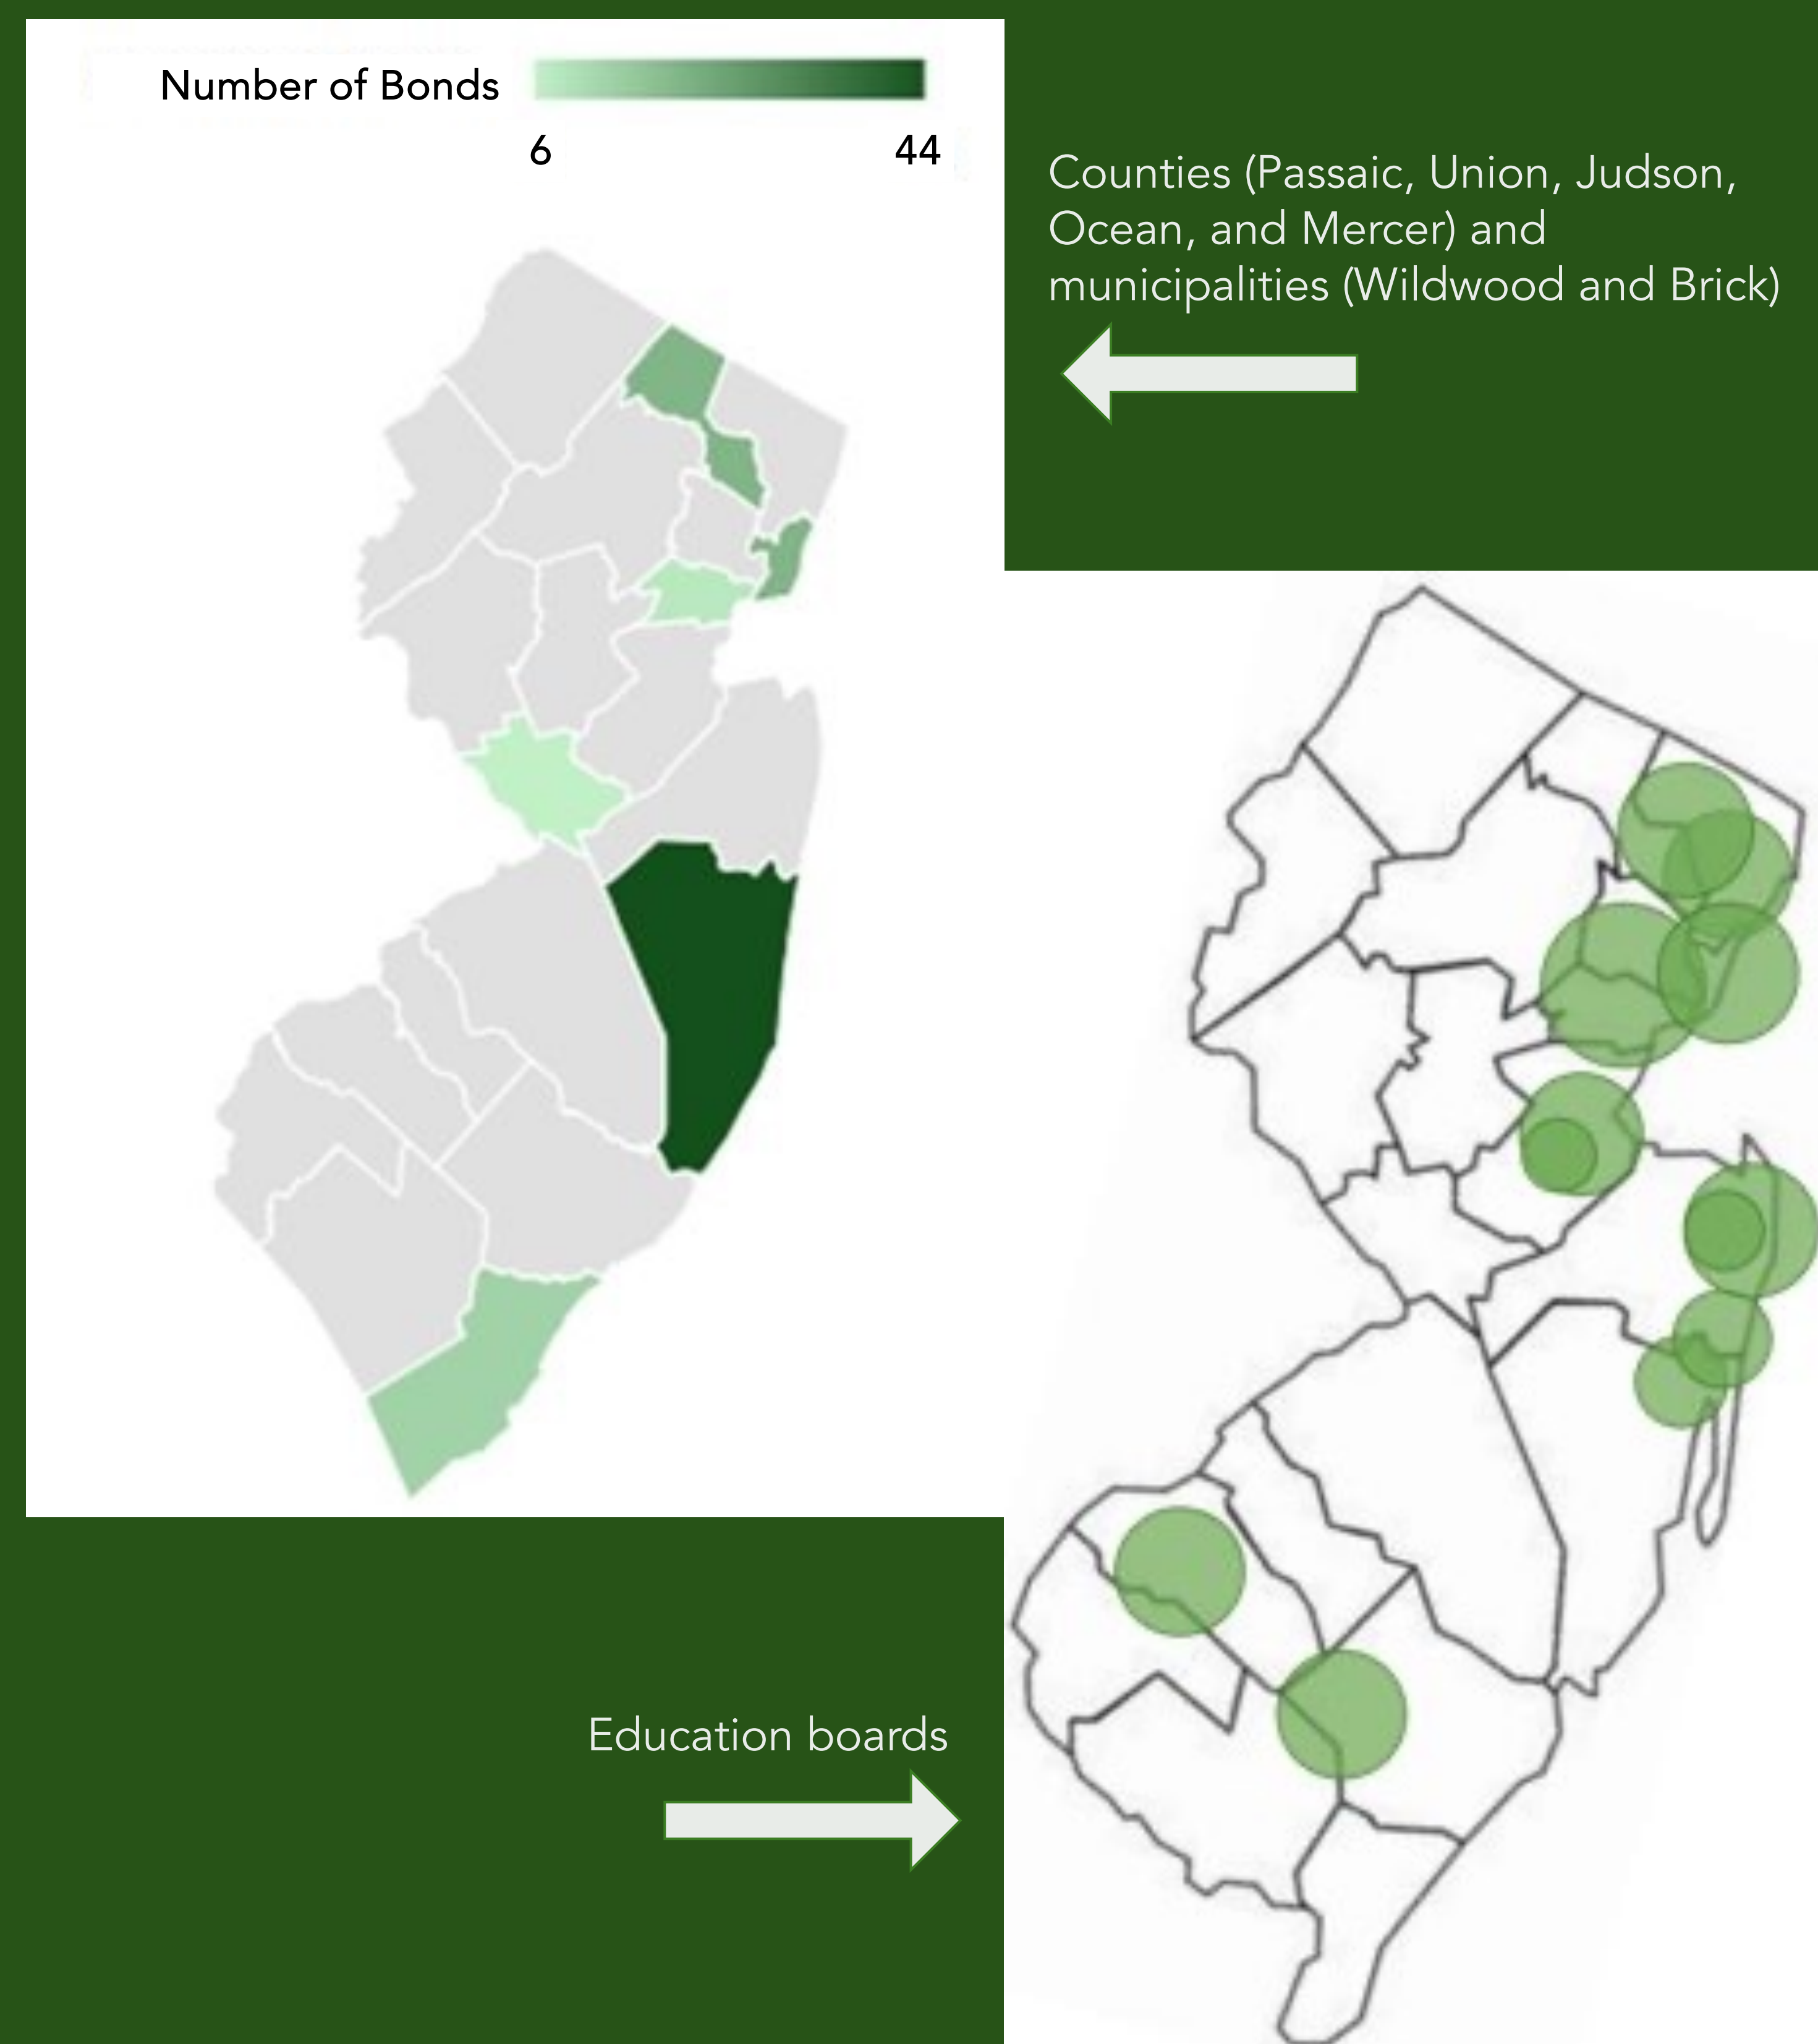 Number of Bonds
6
44
Counties (Passaic, Union, Judson,
Ocean, and Mercer) and
municipalities (Wildwood and Brick)
Education boards